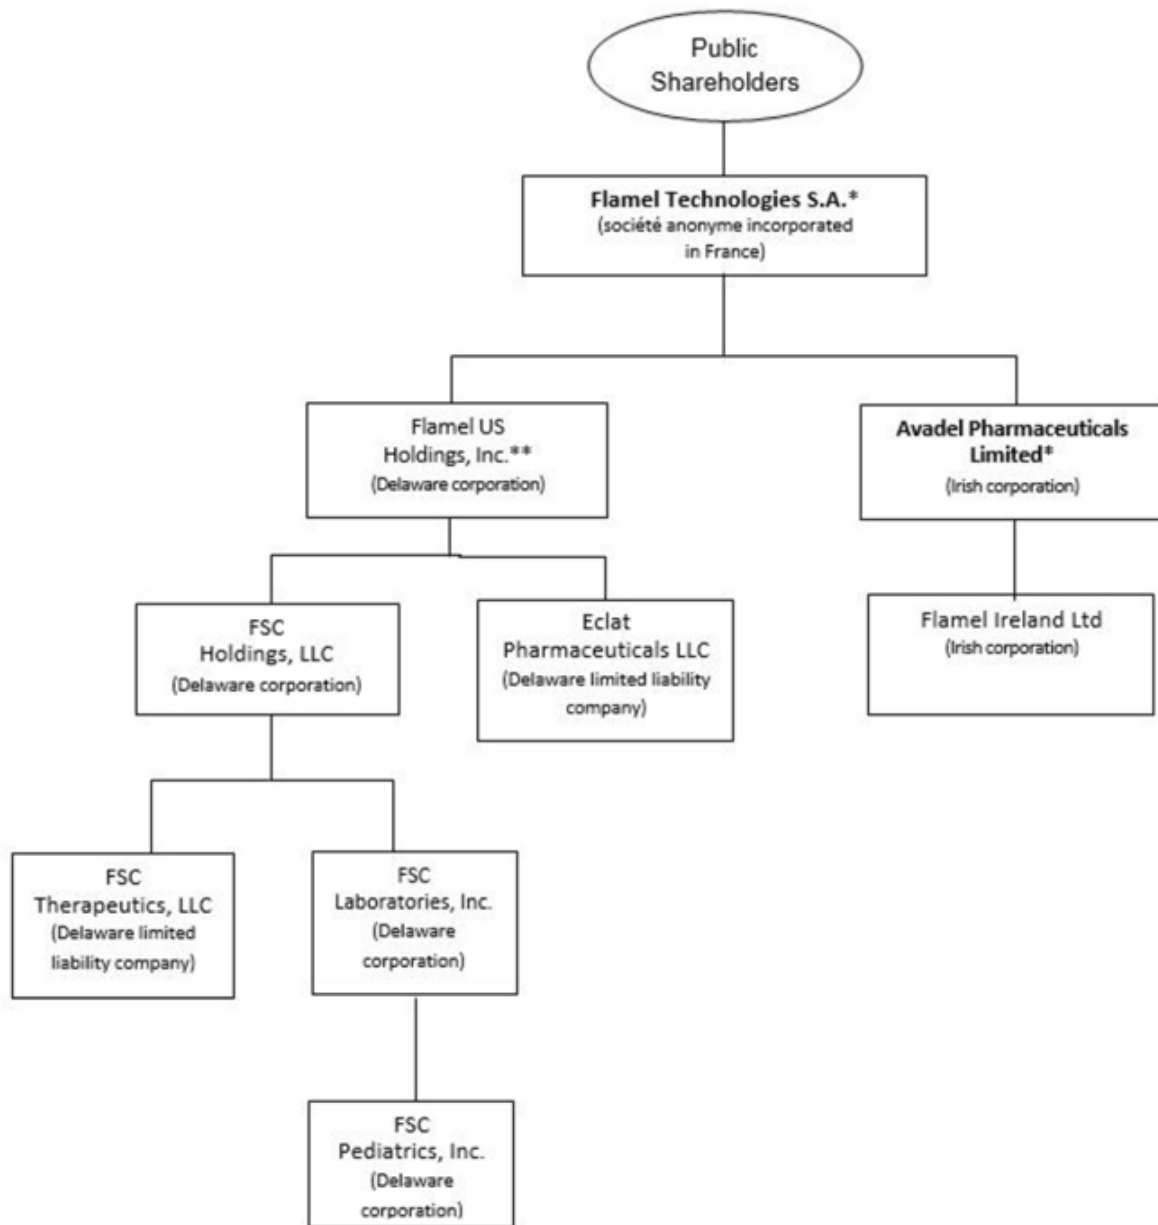 Public
Shareholders
Flamel Technologies S.A.*
(société anonyme incorporated
in France)
Flamel US
Holdings, Inc.**
(Delaware corporation)
Avadel Pharmaceuticals
Limited*
(Irish corporation)
FSC
Holdings, LLC
(Delaware corporation)
Eclat
Pharmaceuticals LLC
(Delaware limited liability
company)
Flamel Ireland Ltd
(Irish corporation)
FSC
Therapeutics, LLC
(Delaware limited
liability company)
FSC
Laboratories, Inc.
(Delaware
corporation)
FSC
Pediatrics, Inc.
(Delaware
corporation)